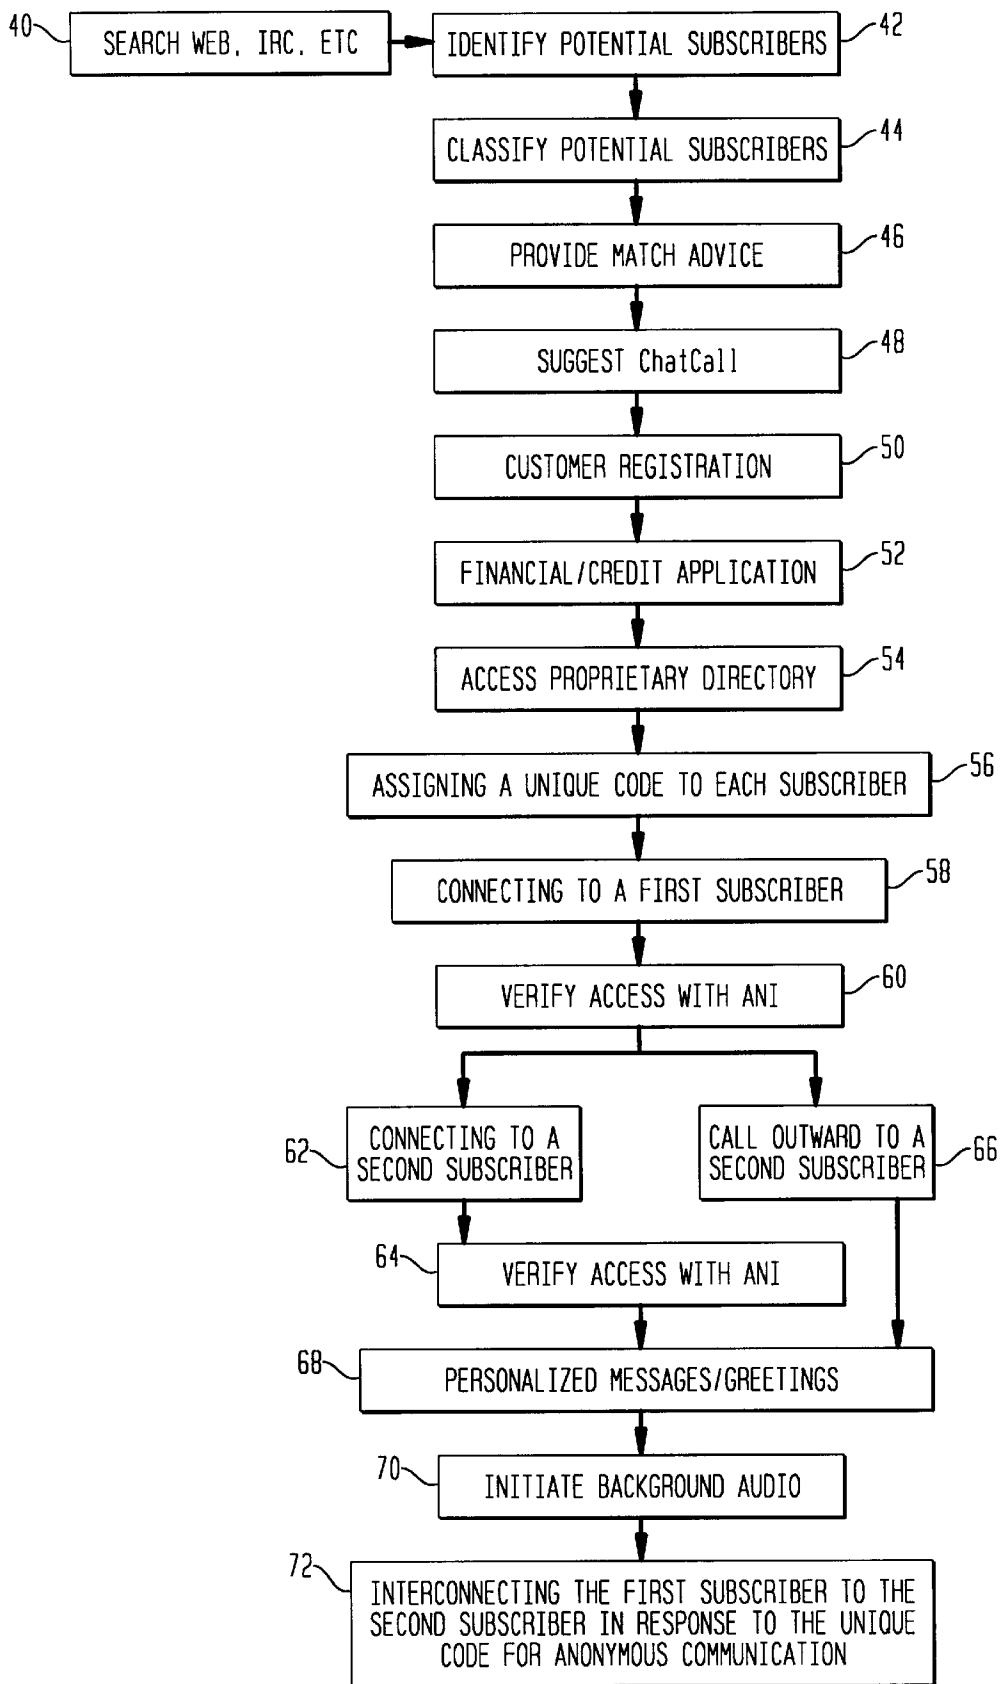 40
SEARCH WEB, IRC, ETC
IDENTIFY POTENTIAL SUBSCRIBERS
42
CLASSIFY POTENTIAL SUBSCRIBERS
44
PROVIDE MATCH ADVICE
46
SUGGEST ChatCall
48
CUSTOMER REGISTRATION
50
FINANCIAL/CREDIT APPLICATION
52
ACCESS PROPRIETARY DIRECTORY
54
ASSIGNING A UNIQUE CODE TO EACH SUBSCRIBER
56
CONNECTING TO A FIRST SUBSCRIBER
58
VERIFY ACCESS WITH ANI
60
62
CONNECTING TO A
SECOND SUBSCRIBER
CALL OUTWARD TO A
SECOND SUBSCRIBER
66
64
VERIFY ACCESS WITH ANI
68
PERSONALIZED MESSAGES/GREETINGS
70
INITIATE BACKGROUND AUDIO
72
INTERCONNECTING THE FIRST SUBSCRIBER TO THE
SECOND SUBSCRIBER IN RESPONSE TO THE UNIQUE
CODE FOR ANONYMOUS COMMUNICATION